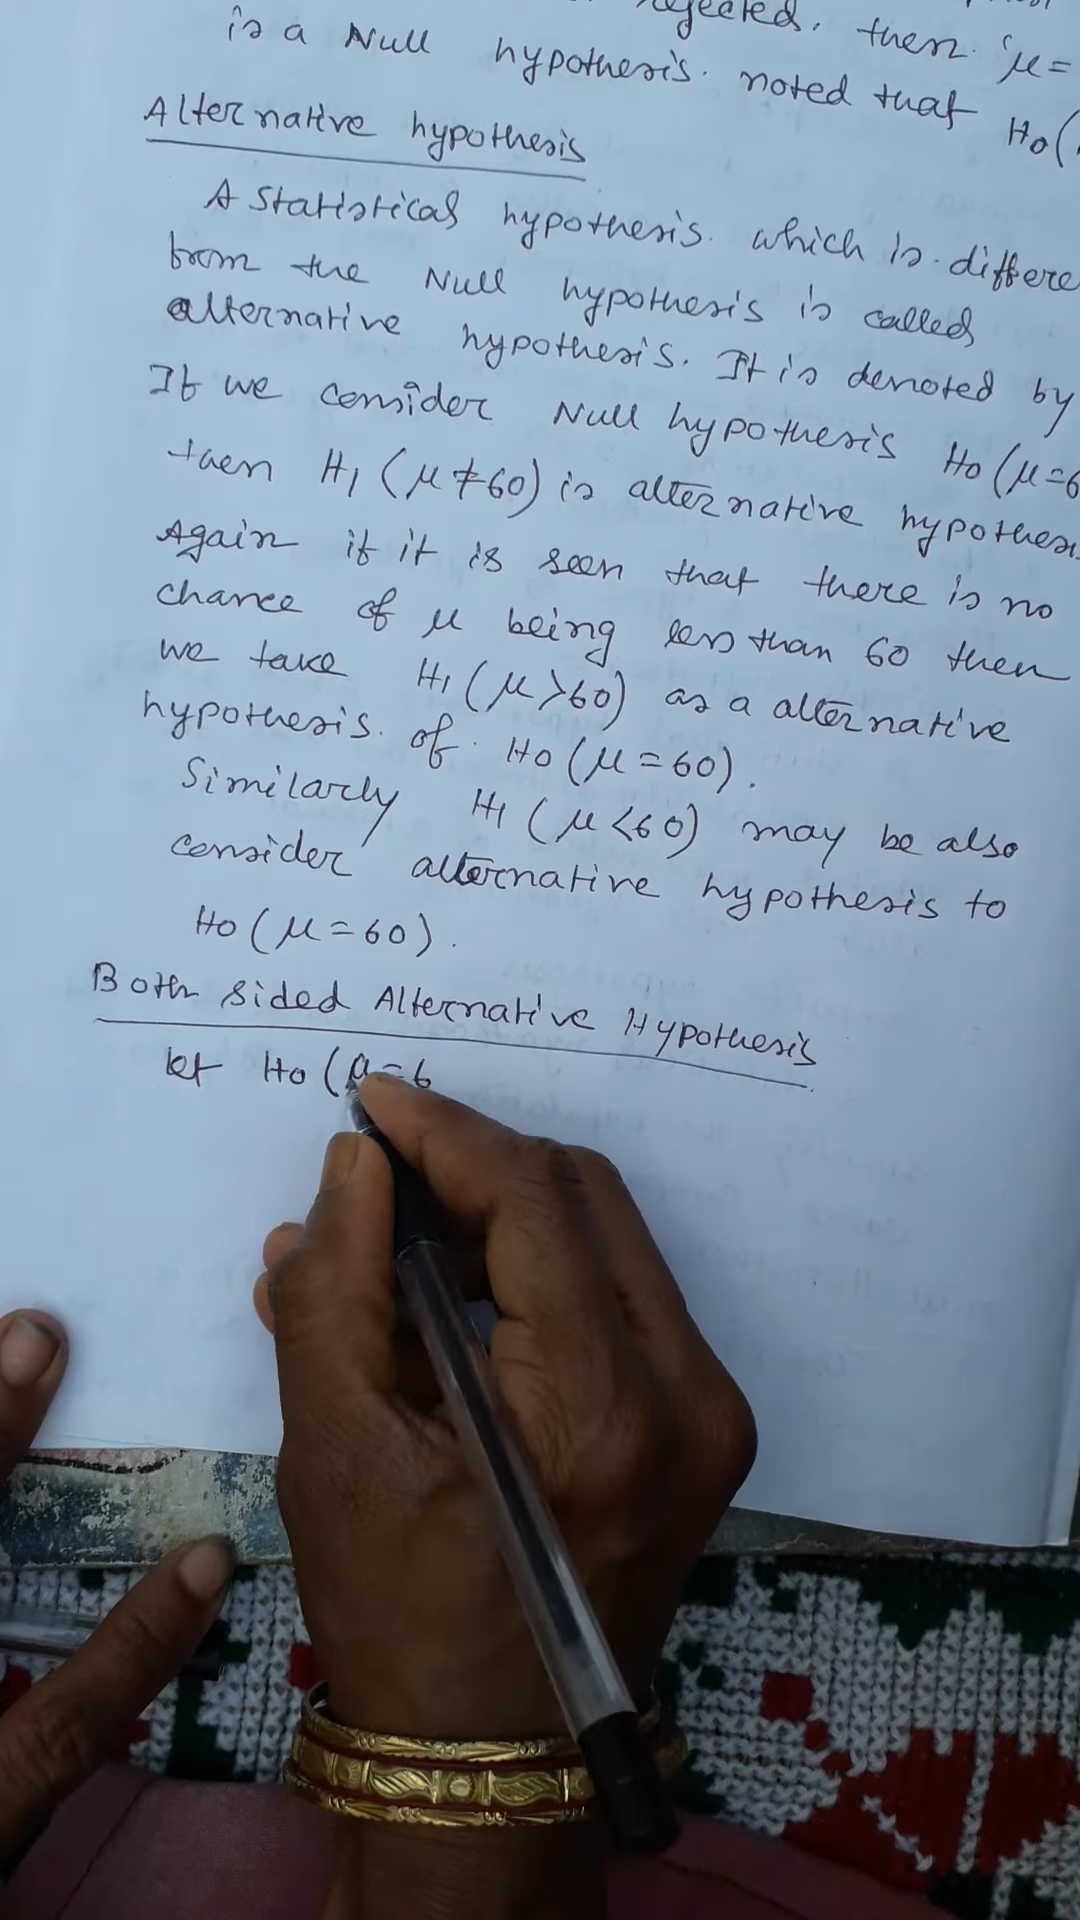 rejected, then 'μ=
is a Null hypothesis. noted that Ho(
Alternative hypothesis
A Statistical hypothesis. which is differe
from the Null hypothesis is called
alternative hypothesis. It is denoted by
If we consider Null hypothesis Ho(μ=6
then H1(μ≠60) is alternative hypothesi
Again if it is seen that there is no
chance of μ being less than 60 then
we take H1(μ>60) as a alternative
hypothesis. of Ho(μ=60).
Similarly H1(μ<60) may be also
consider alternative hypothesis to
Ho(μ=60).
Both sided Alternative Hypothesis
let Ho(μ=6